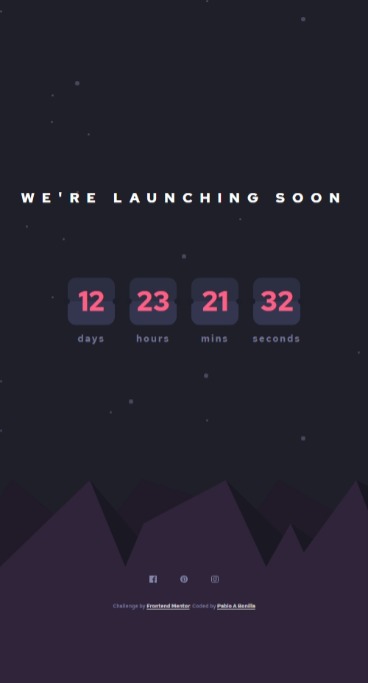 WE'RE LAUNCHING SOON
12 23 21 32
days hours mins seconds
Challenge by Frontend Mentor. Coded by Pablo A Bonilla